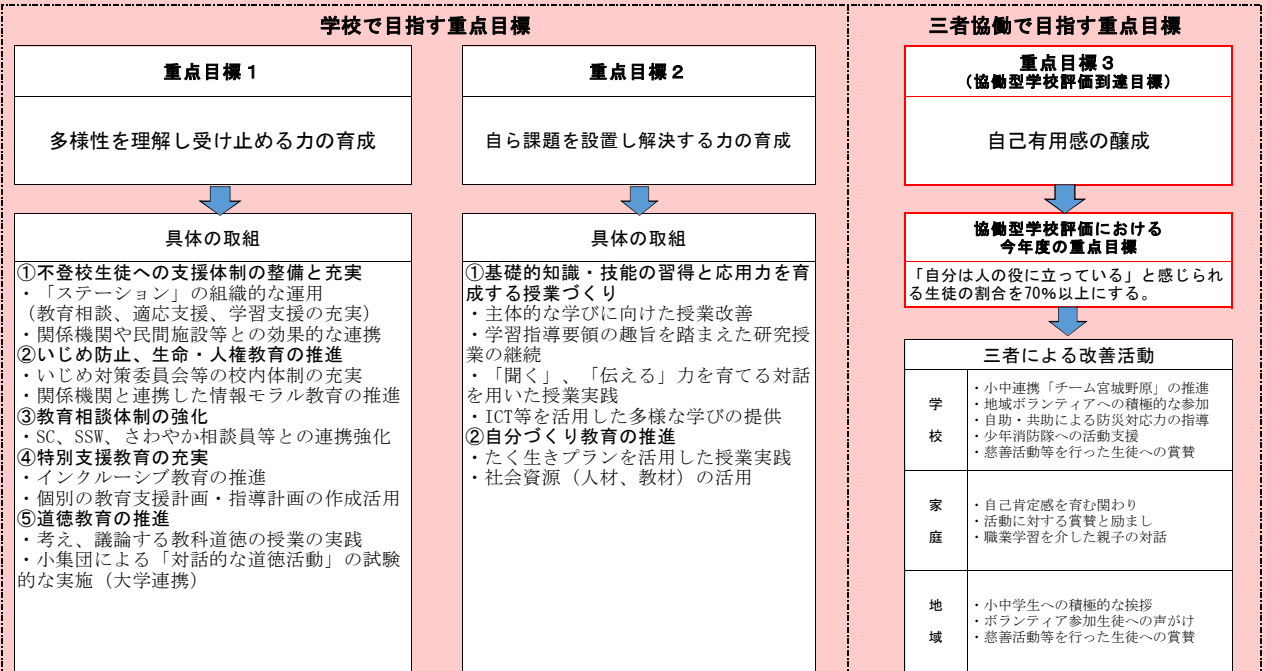 学校で目指す重点目標
重点目標1
多様性を理解し受け止める力の育成
具体の取組
①不登校生徒への支援体制の整備と充実
・「ステーション」の組織的な運用
（教育相談、適応支援、学習支援の充実）
・関係機関や民間施設等との効果的な連携
②いじめ防止、生命・人権教育の推進
・いじめ対策委員会等の校内体制の充実
・関係機関と連携した情報モラル教育の推進
③教育相談体制の強化
・SC、SSW、さわやか相談員等との連携強化
④特別支援教育の充実
・インクルーシブ教育の推進
・個別の教育支援計画・指導計画の作成活用
⑤道徳教育の推進
・考え、議論する教科道徳の授業の実践
・小集団による「対話的な道徳活動」の試験
的な実施（大学連携）
重点目標２
自ら課題を設置し解決する力の育成
具体の取組
①基礎的知識・技能の習得と応用力を育
成する授業づくり
・主体的な学びに向けた授業改善
・学習指導要領の趣旨を踏まえた研究授
業の継続
・「聞く」、「伝える」力を育てる対話
を用いた授業実践
・ICT等を活用した多様な学びの提供
②自分づくり教育の推進
・たく生きプランを活用した授業実践
・社会資源（人材、教材）の活用
三者協働で目指す重点目標
重点目標３
（協働型学校評価到達目標）
自己有用感の醸成
協働型学校評価における
今年度の重点目標
「自分は人の役に立っている」と感じられ
る生徒の割合を70%以上にする。
三者による改善活動
学校
・小中連携「チーム宮城野原」の推進
・地域ボランティアへの積極的な参加
・自助・共助による防災対応力の指導
・少年消防隊への活動支援
・慈善活動等を行った生徒への賞賛
家庭
・自己肯定感を育む関わり
・活動に対する賞賛と励まし
・職業学習を介した親子の対話
地域
・小中学生への積極的な挨拶
・ボランティア参加生徒への声がけ
・慈善活動等を行った生徒への賞賛